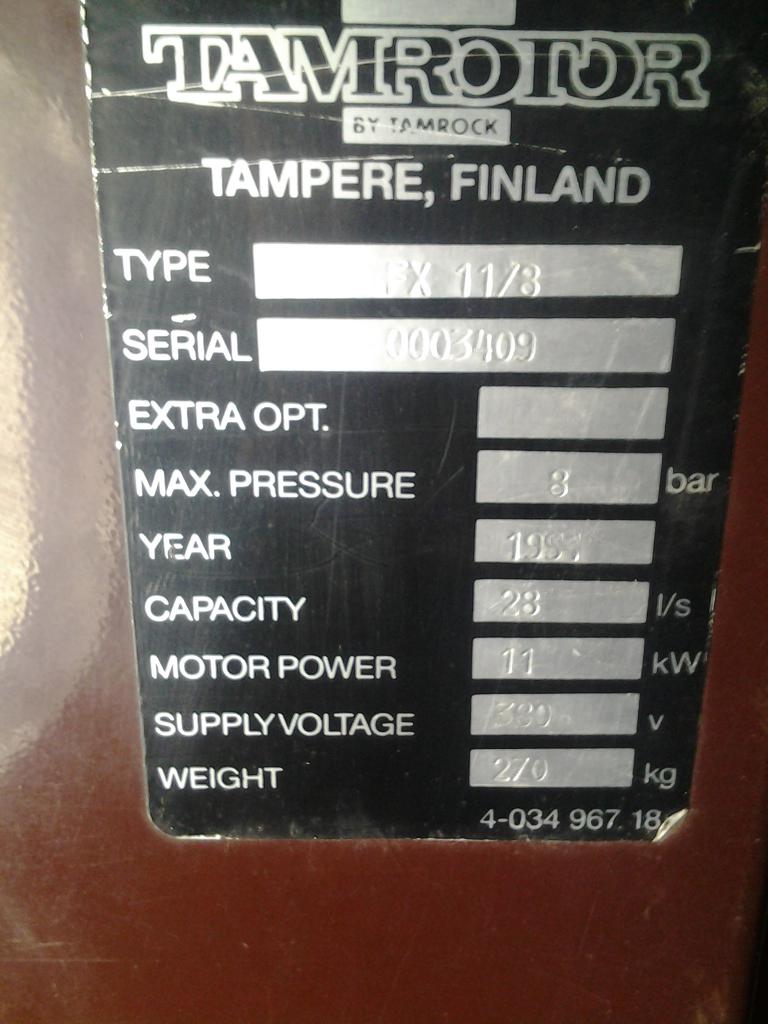 TAMROTOR
BY TAMROCK
TAMPERE, FINLAND
TYPE FX 11/8
SERIAL 0003409
EXTRA OPT.
MAX. PRESSURE 8 bar
YEAR
CAPACITY 28 l/s
MOTOR POWER 11 kW
SUPPLY VOLTAGE 380 v
WEIGHT 270 kg
4-034 967 18